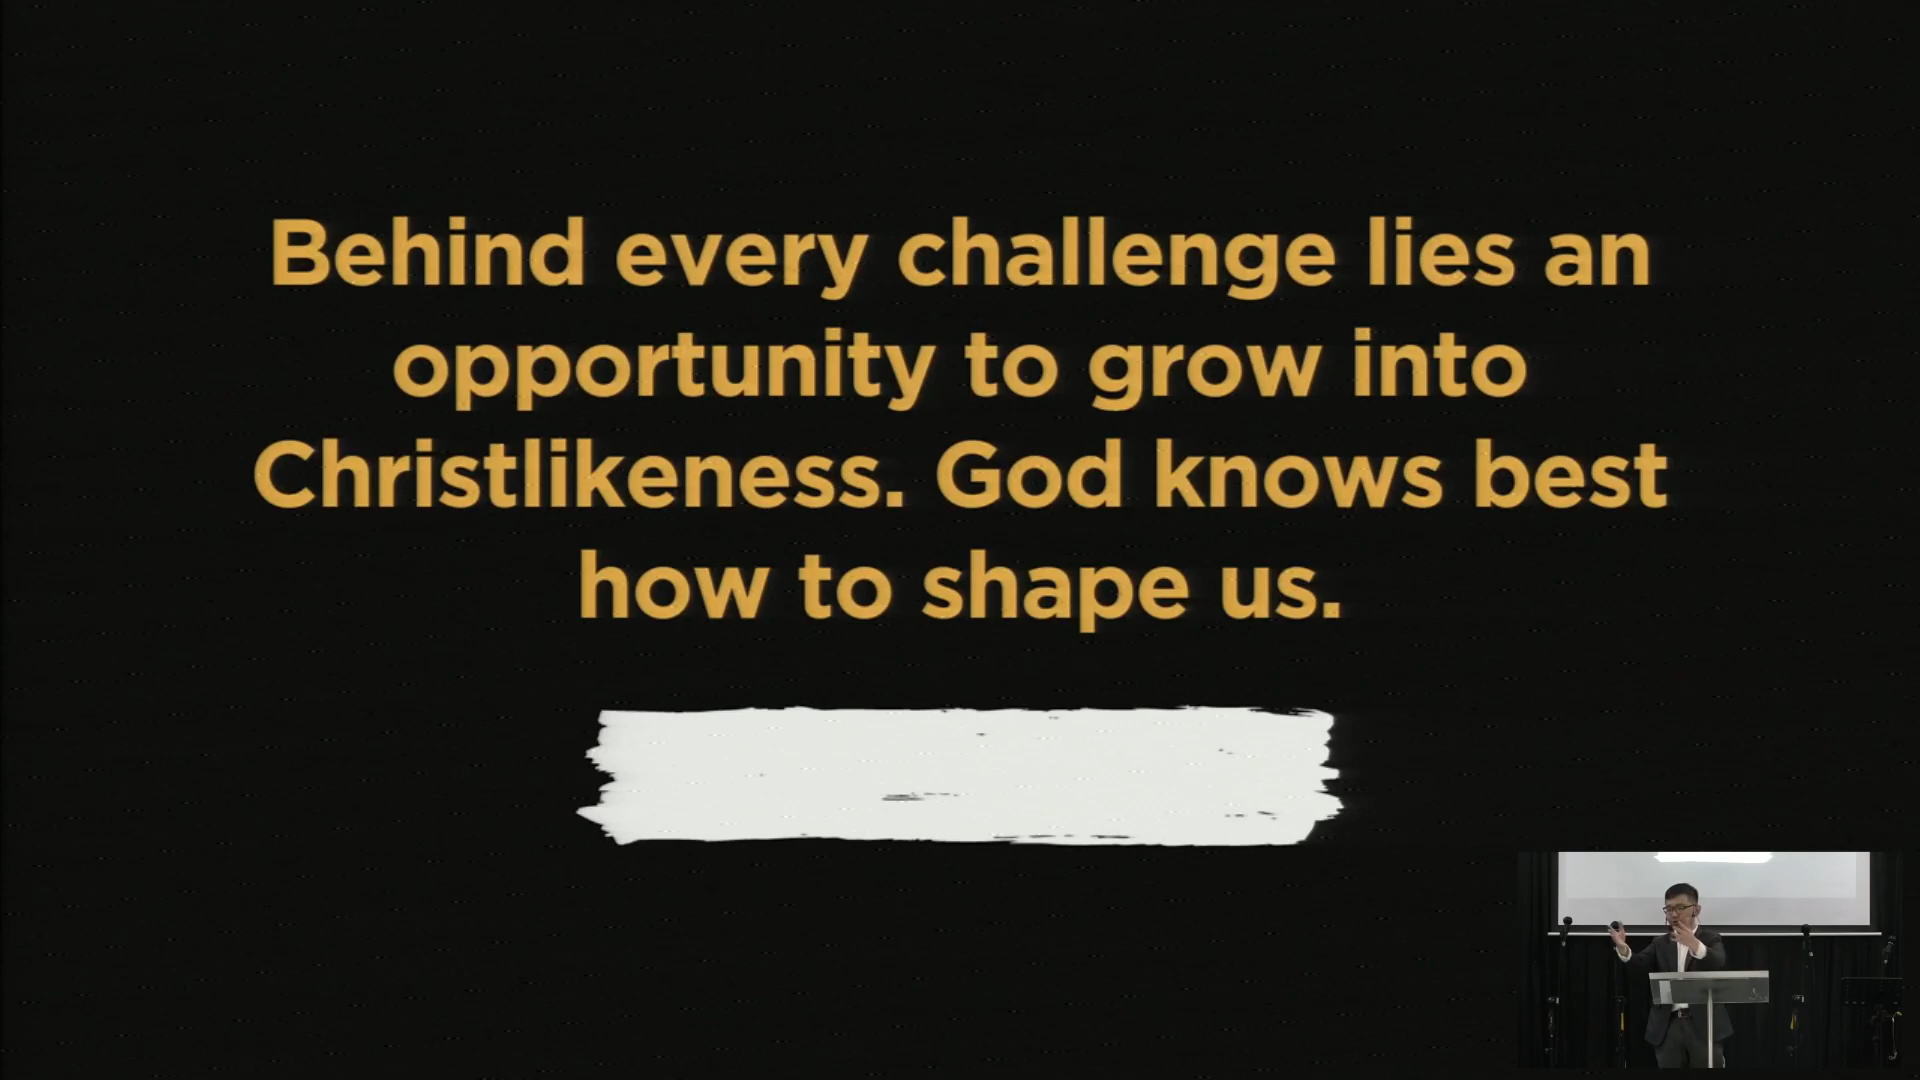 Behind every challenge lies an
opportunity to grow into
Christlikeness. God knows best
how to shape us.